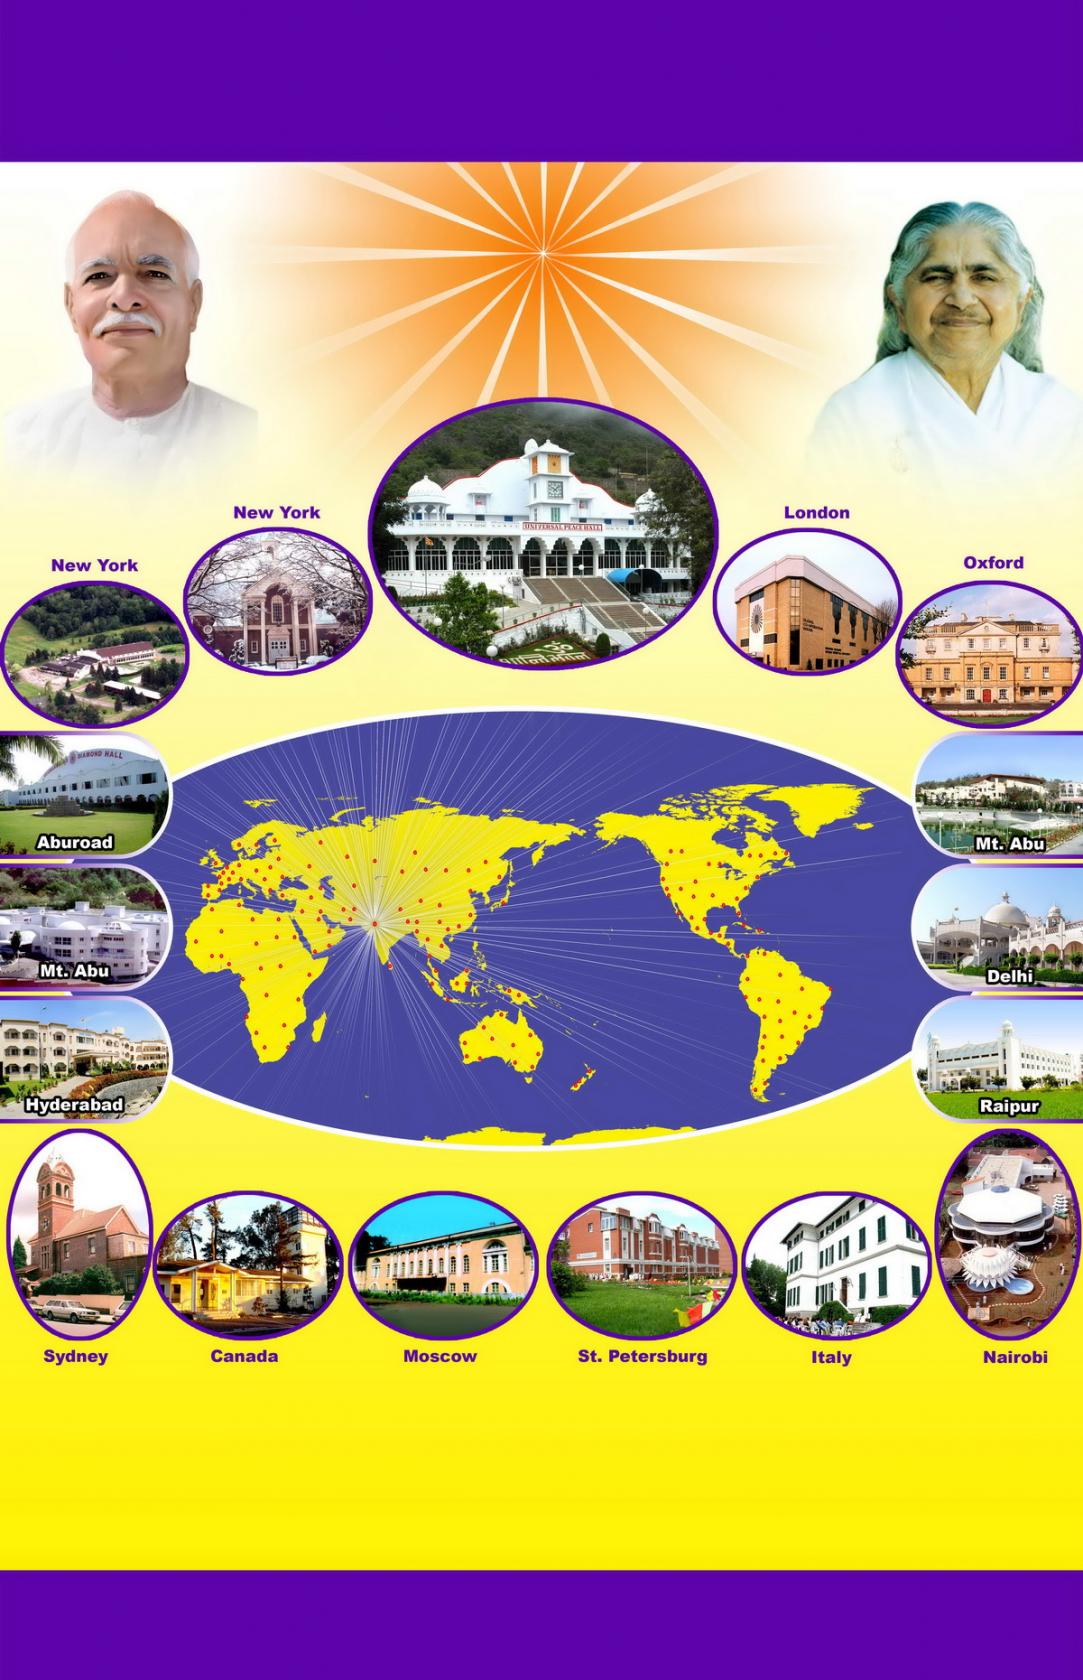 New York
London
New York
Oxford
UNIVERSAL PEACE HALL
DIAMOND HALL
Aburoad
Mt. Abu
Mt. Abu
Delhi
Hyderabad
Raipur
Sydney
Canada
Moscow
St. Petersburg
Italy
Nairobi